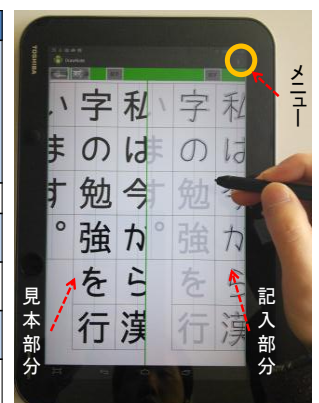 TOSHIBA
メニュー
私は
から漢
字の勉強を行
います。
記入部分
私は今から漢
字の勉強を行
います。
見本部分